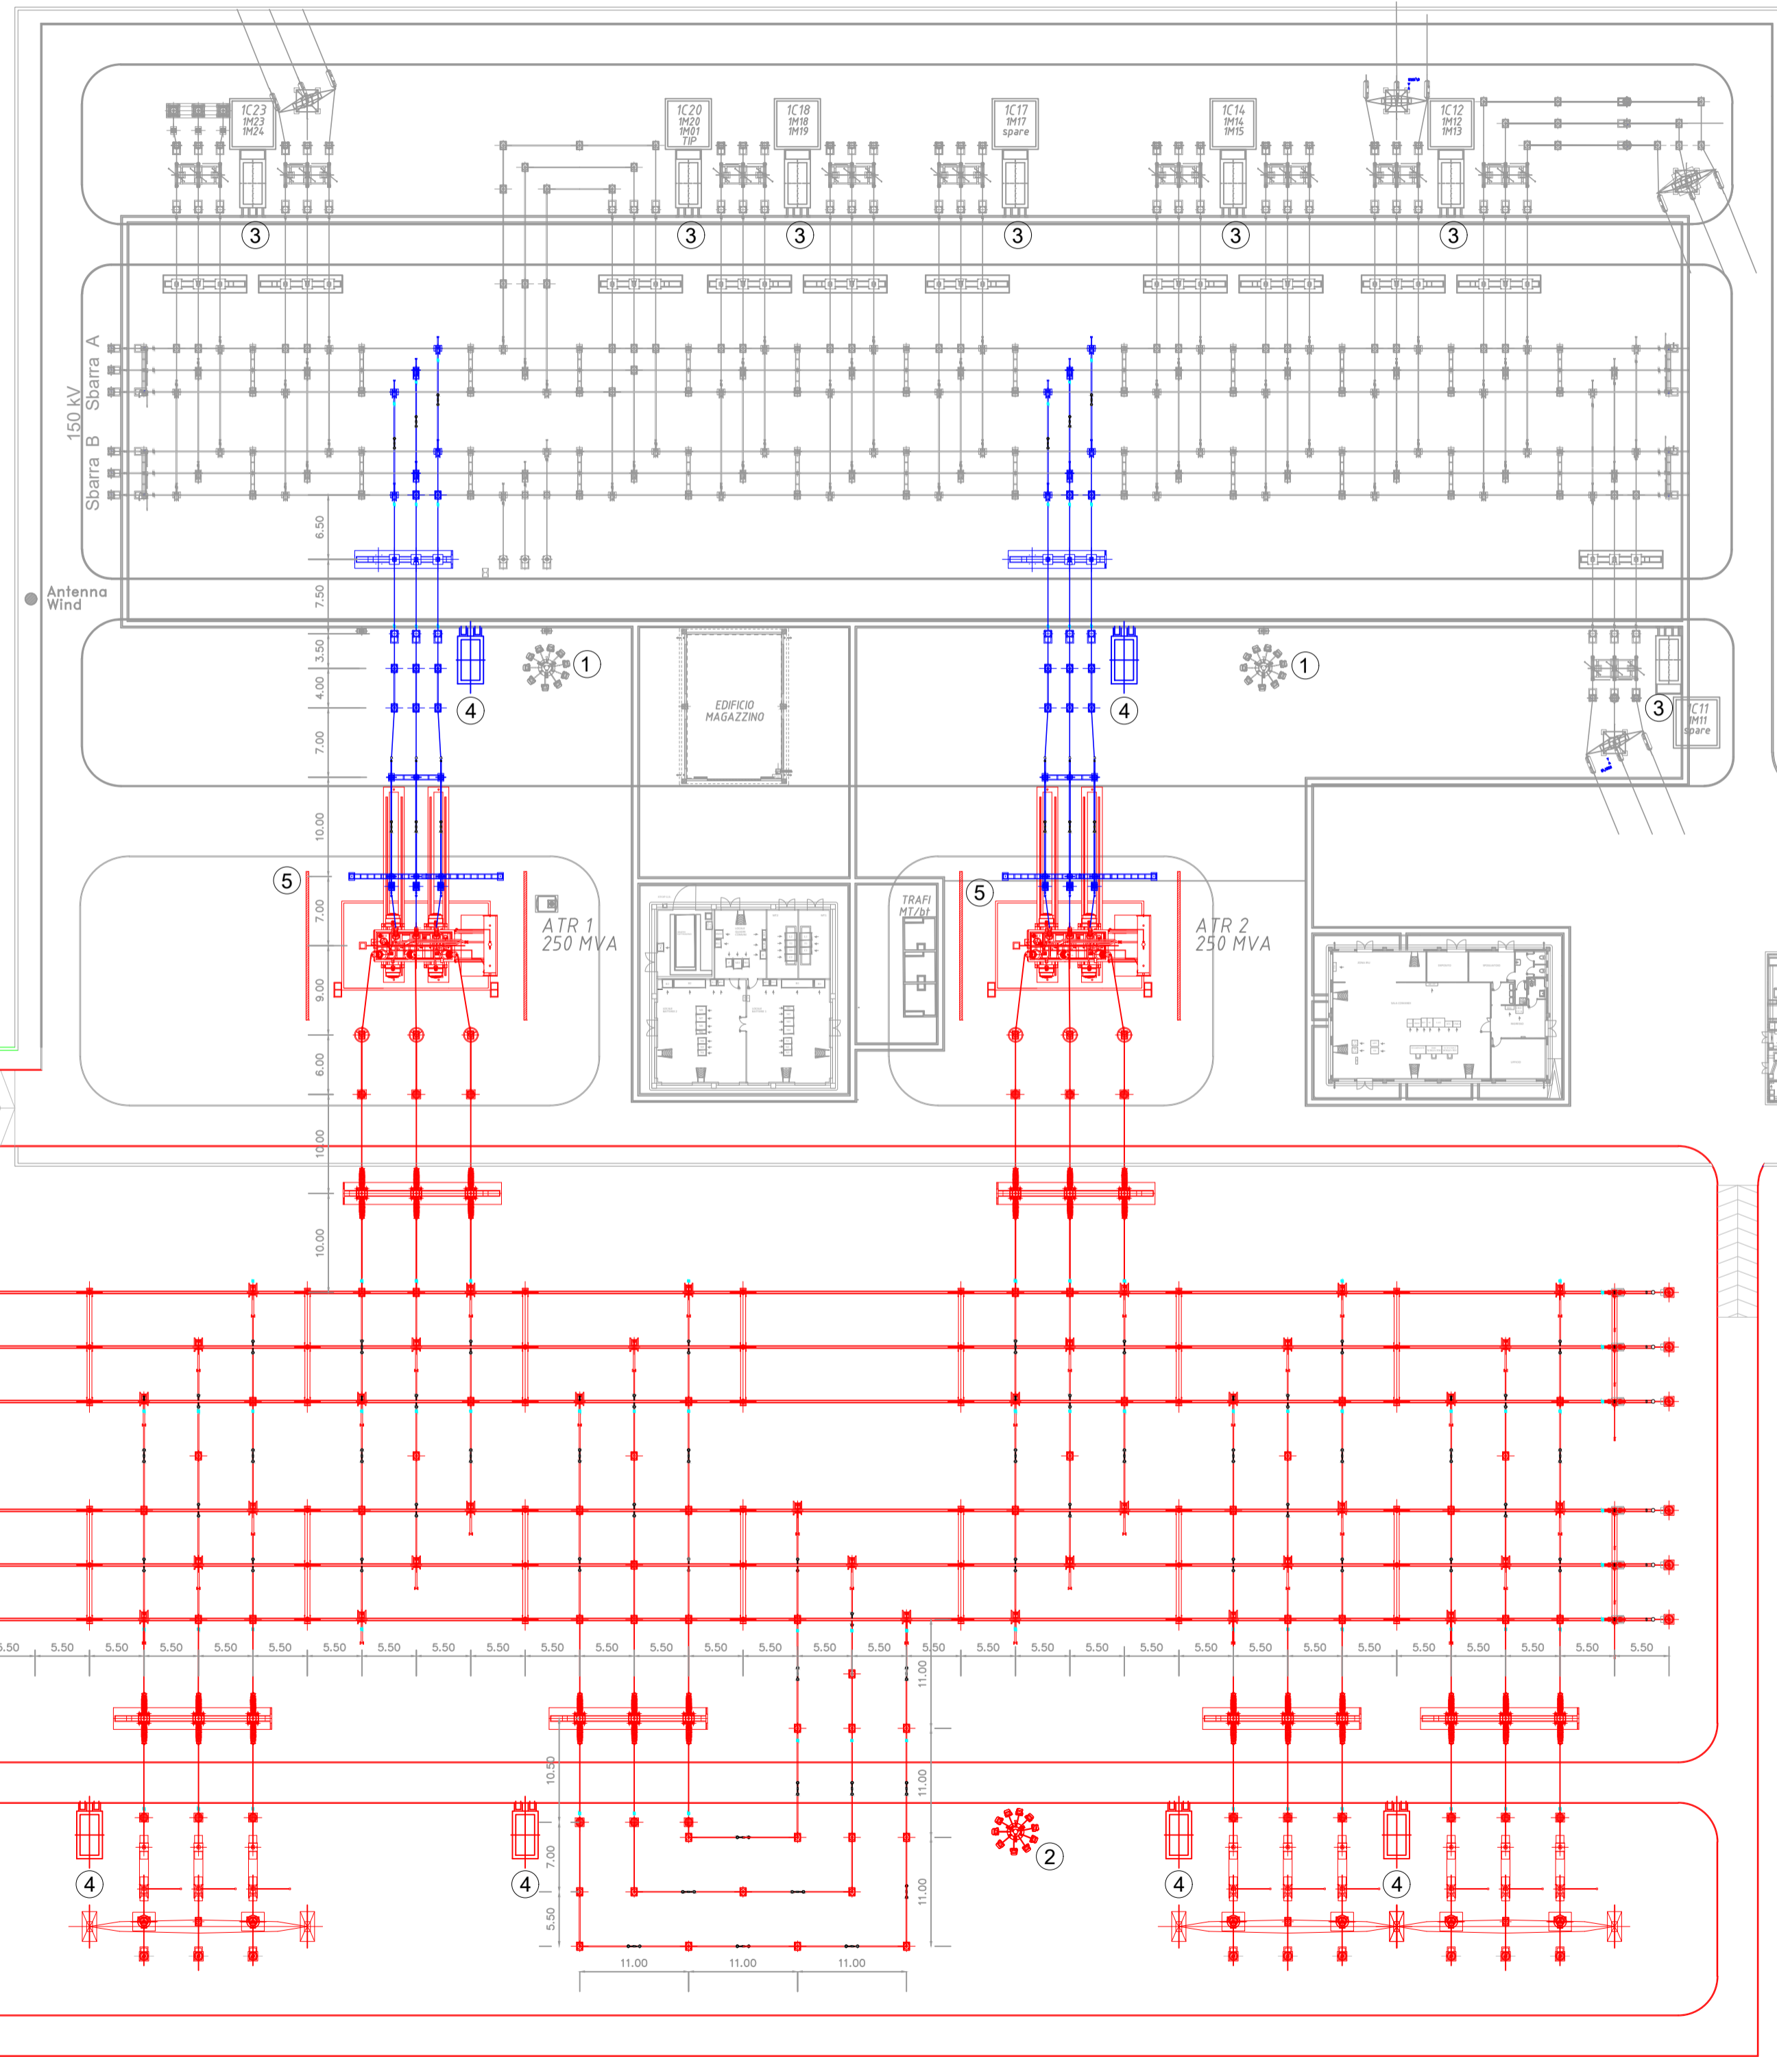 1C23
1M23
1M24
1C20
1M20
1M01
TIP
1C18
1M18
1M19
1C17
1M17
spare
1C14
1M14
1M15
1C12
1M12
1M13
3
3
3
3
3
3
150 kV
Sbarra A
Sbarra B
6.50
7.50
Antenna
Wind
3.50
4.00
7.00
10.00
1
1
4
4
EDIFICIO
MAGAZZINO
3
1C11
1M11
spare
5
5
7.00
ATR 1
250 MVA
TRAFI
MT/bt
ATR 2
250 MVA
9.00
6.00
10.00
10.00
5.50 5.50 5.50 5.50 5.50 5.50 5.50 5.50 5.50 5.50 5.50 5.50 5.50 5.50 5.50 5.50 5.50 5.50 5.50 5.50 5.50 5.50 5.50 5.50 5.50 5.50 5.50 5.50 5.50 5.50 5.50
11.00
10.50
11.00
7.00
11.00
5.50
4
4
2
4
4
11.00 11.00 11.00